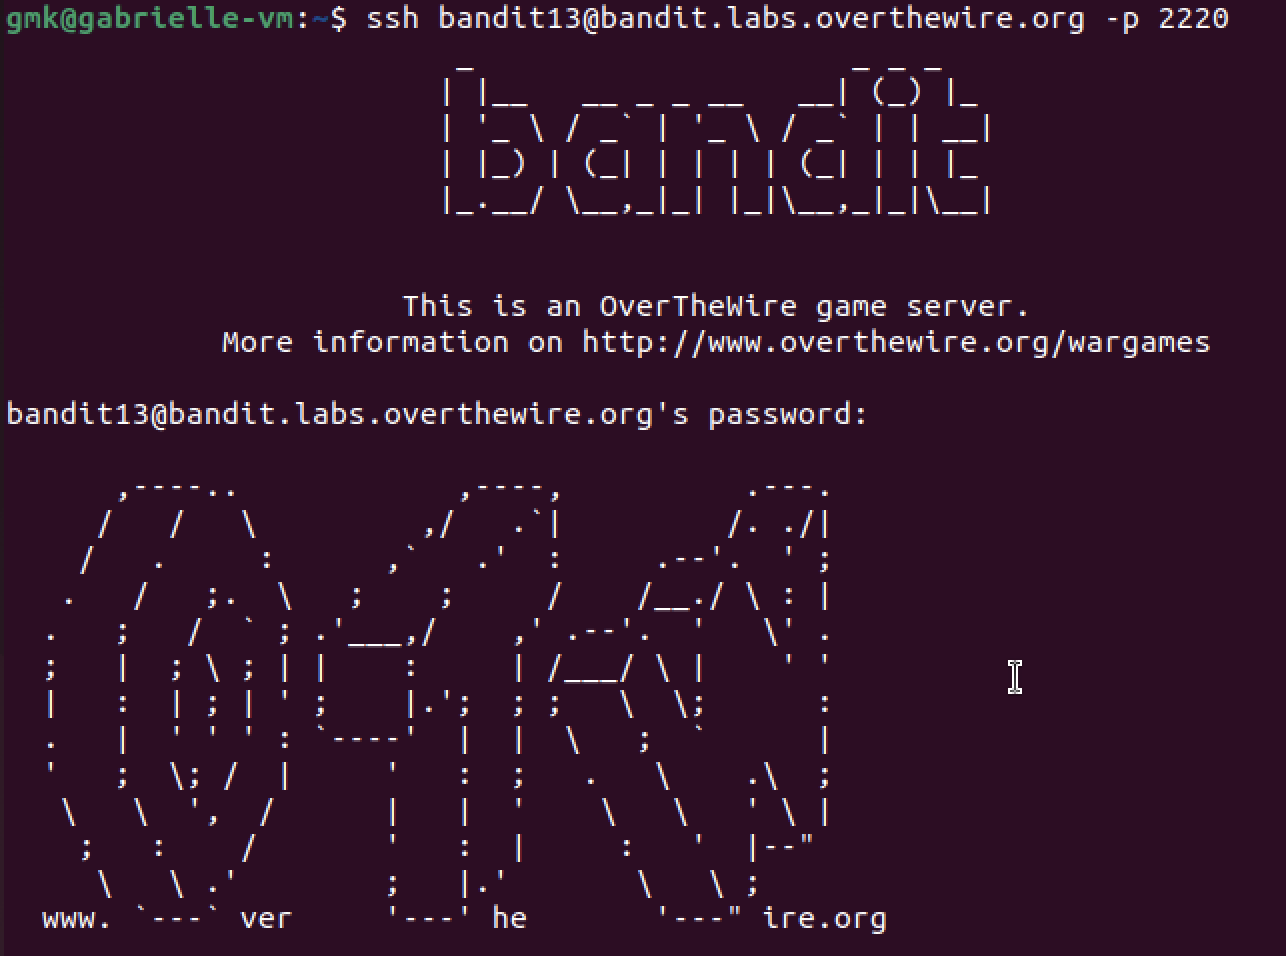 gmk@gabrielle-vm:~$ ssh bandit13@bandit.labs.overthewire.org -p 2220
bandit
This is an OverTheWire game server.
More information on http://www.overthewire.org/wargames
bandit13@bandit.labs.overthewire.org's password:
www. ver he ire.org